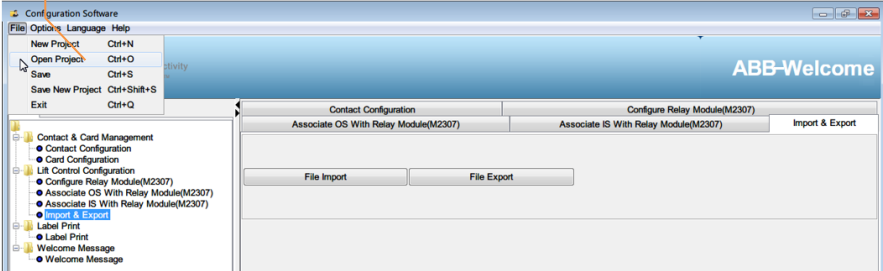 Configuration Software
File Options Language Help
New Project Ctrl+N
Open Project Ctrl+O
Save Ctrl+S
Save New Project Ctrl+Shift+S
Exit Ctrl+Q
ABB-Welcome
Contact Configuration
Configure Relay Module(M2307)
Associate OS With Relay Module(M2307)
Associate IS With Relay Module(M2307)
Import & Export
File Import
File Export
Contact & Card Management
Contact Configuration
Card Configuration
Lift Control Configuration
Configure Relay Module(M2307)
Associate OS With Relay Module(M2307)
Associate IS With Relay Module(M2307)
Import & Export
Label Print
Label Print
Welcome Message
Welcome Message